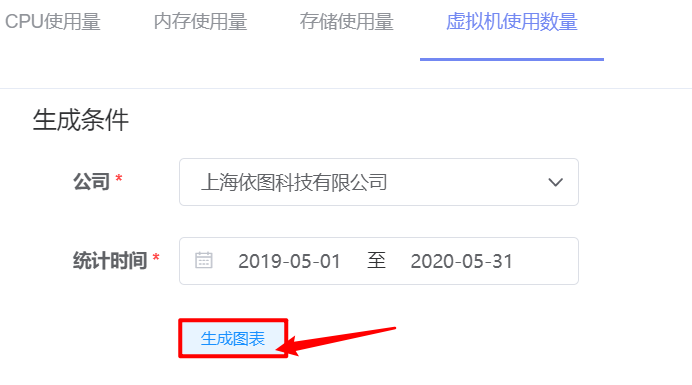 CPU使用量 内存使用量 存储使用量 虚拟机使用数量
生成条件
公司 * 上海依图科技有限公司
统计时间 * 2019-05-01 至 2020-05-31
生成图表